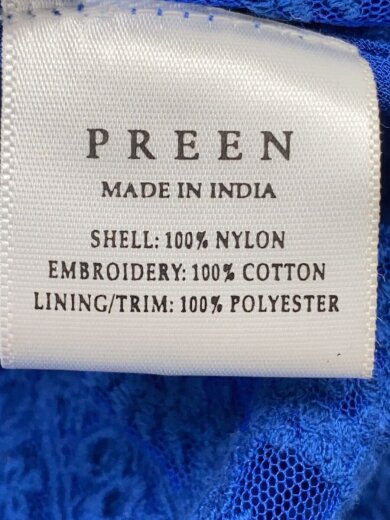 PREEN
MADE IN INDIA
SHELL: 100% NYLON
EMBROIDERY: 100% COTTON
LINING/TRIM: 100% POLYESTER